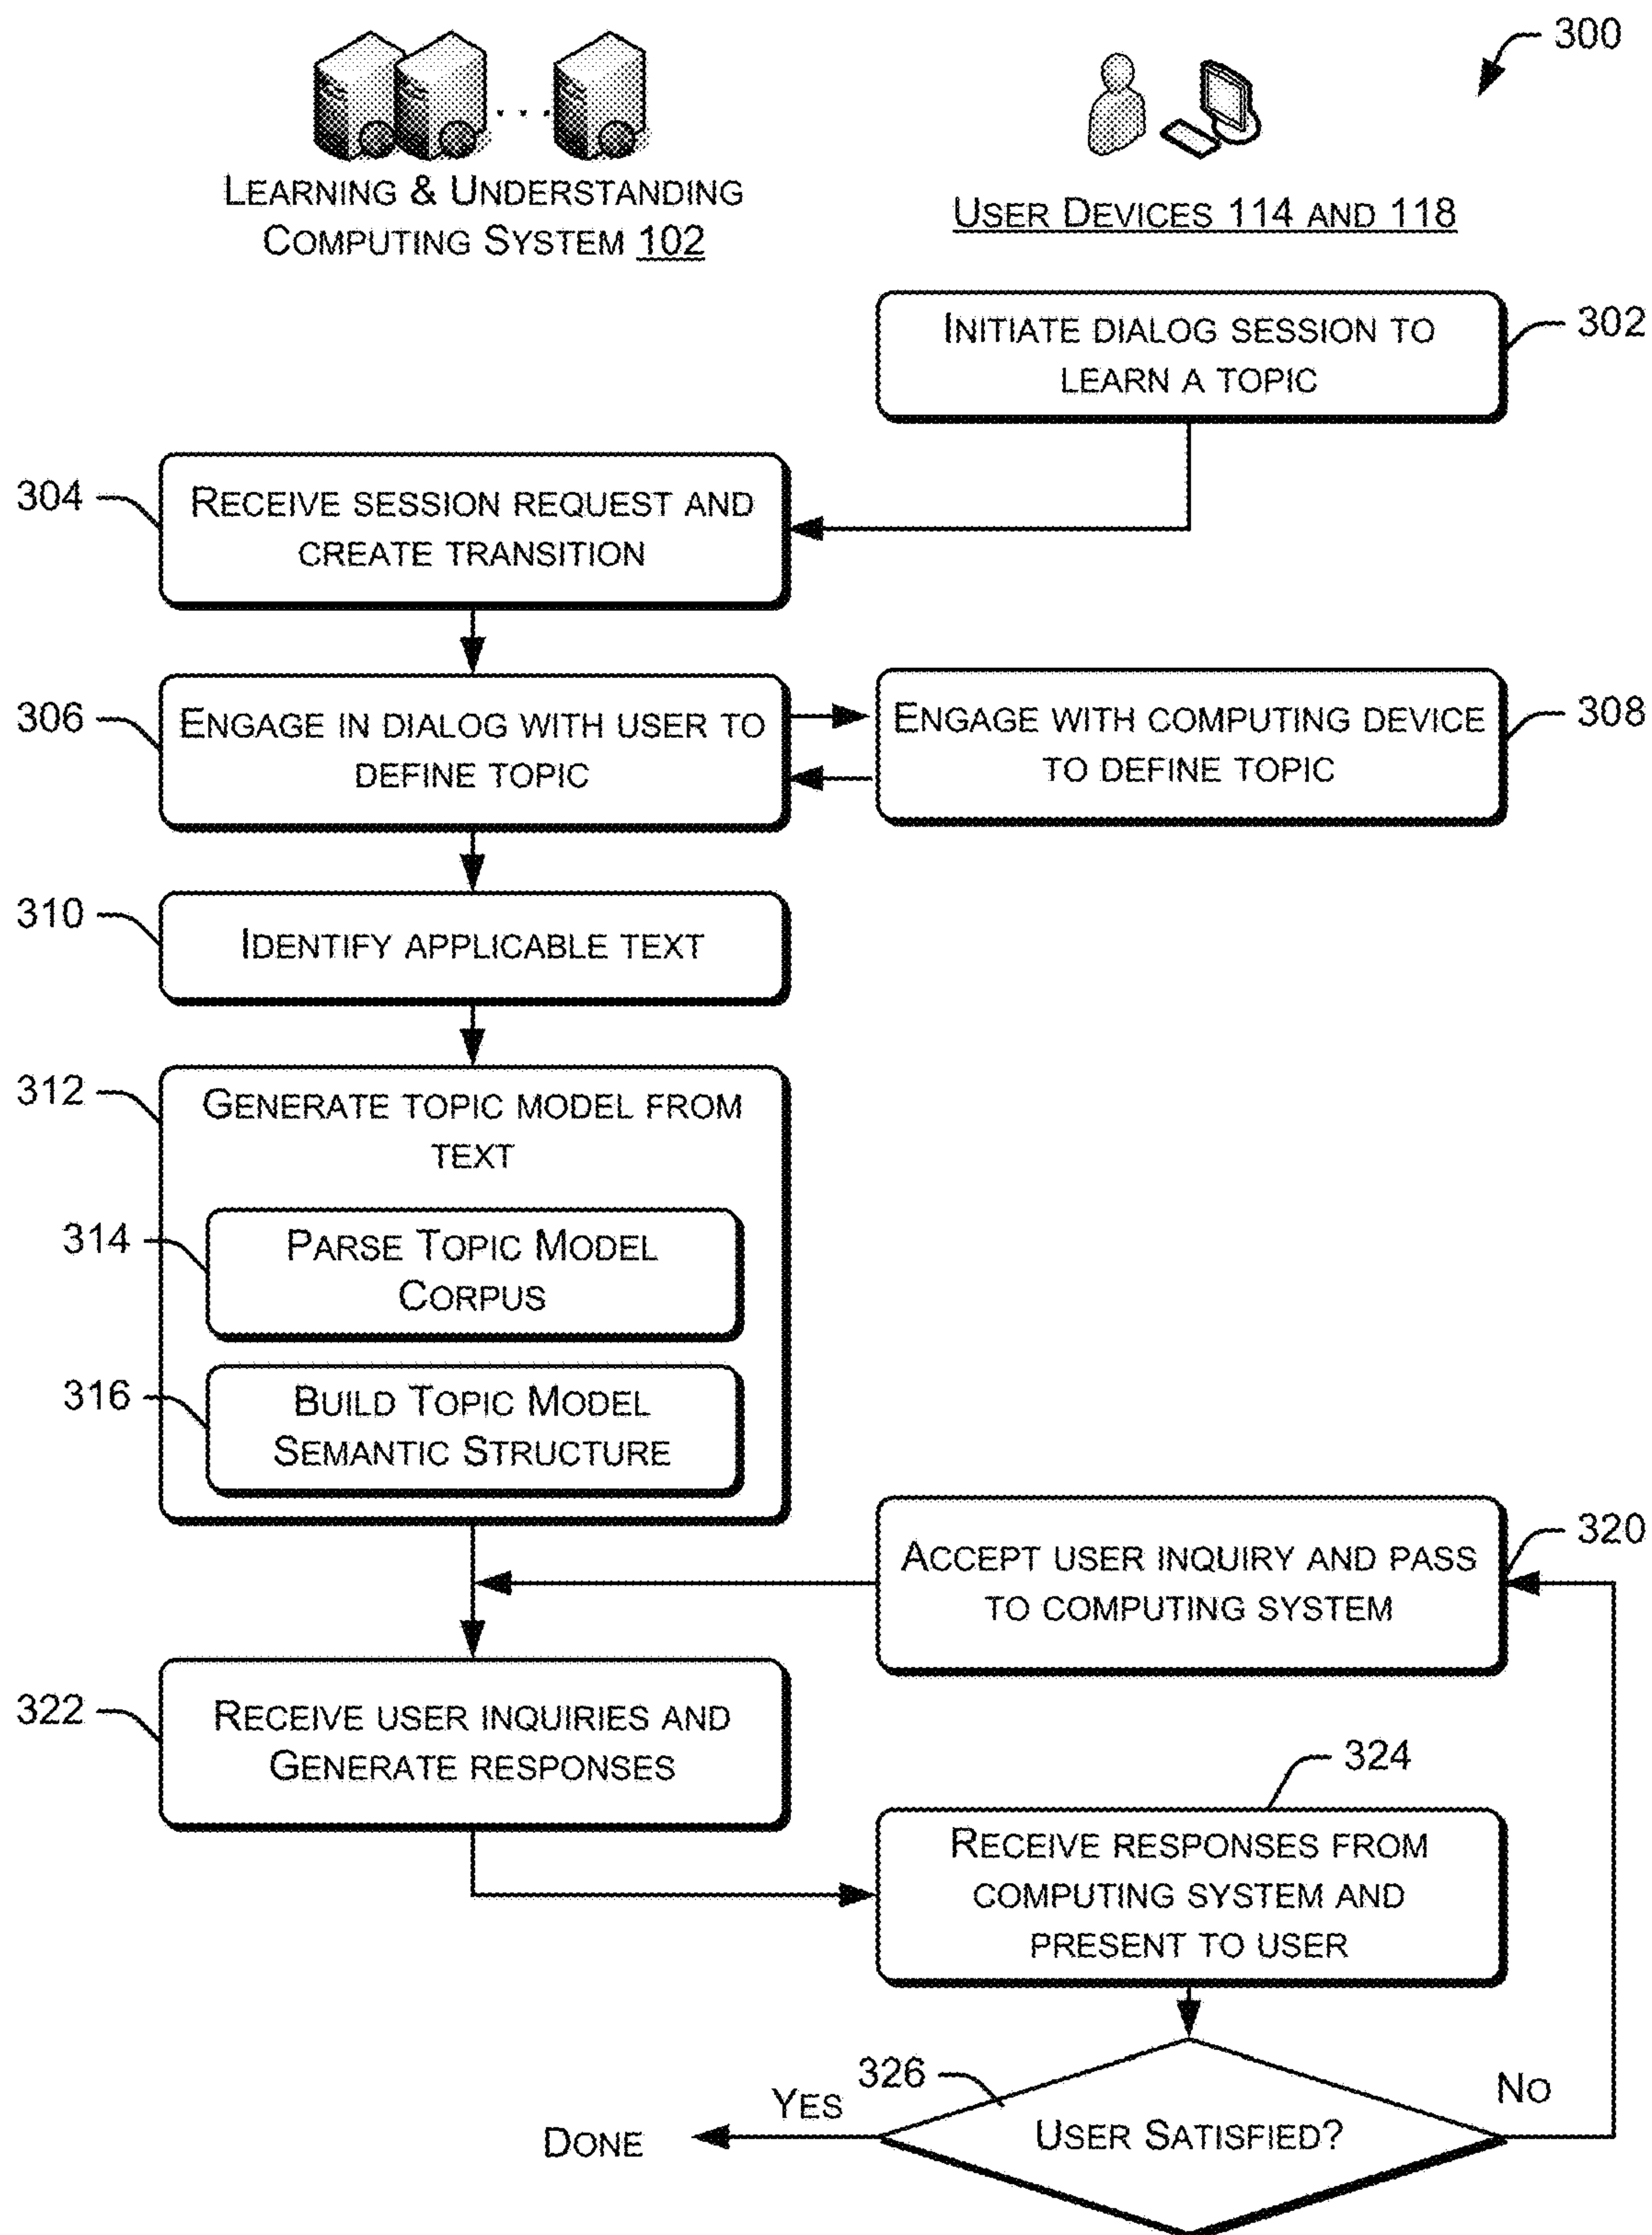 300
LEARNING & UNDERSTANDING
COMPUTING SYSTEM 102
USER DEVICES 114 AND 118
INITIATE DIALOG SESSION TO
LEARN A TOPIC
302
304
RECEIVE SESSION REQUEST AND
CREATE TRANSITION
306
ENGAGE IN DIALOG WITH USER TO
DEFINE TOPIC
ENGAGE WITH COMPUTING DEVICE
TO DEFINE TOPIC
308
310
IDENTIFY APPLICABLE TEXT
312
GENERATE TOPIC MODEL FROM
TEXT
314
PARSE TOPIC MODEL
CORPUS
316
BUILD TOPIC MODEL
SEMANTIC STRUCTURE
ACCEPT USER INQUIRY AND PASS
TO COMPUTING SYSTEM
320
322
RECEIVE USER INQUIRIES AND
GENERATE RESPONSES
324
RECEIVE RESPONSES FROM
COMPUTING SYSTEM AND
PRESENT TO USER
326
USER SATISFIED?
YES
NO
DONE